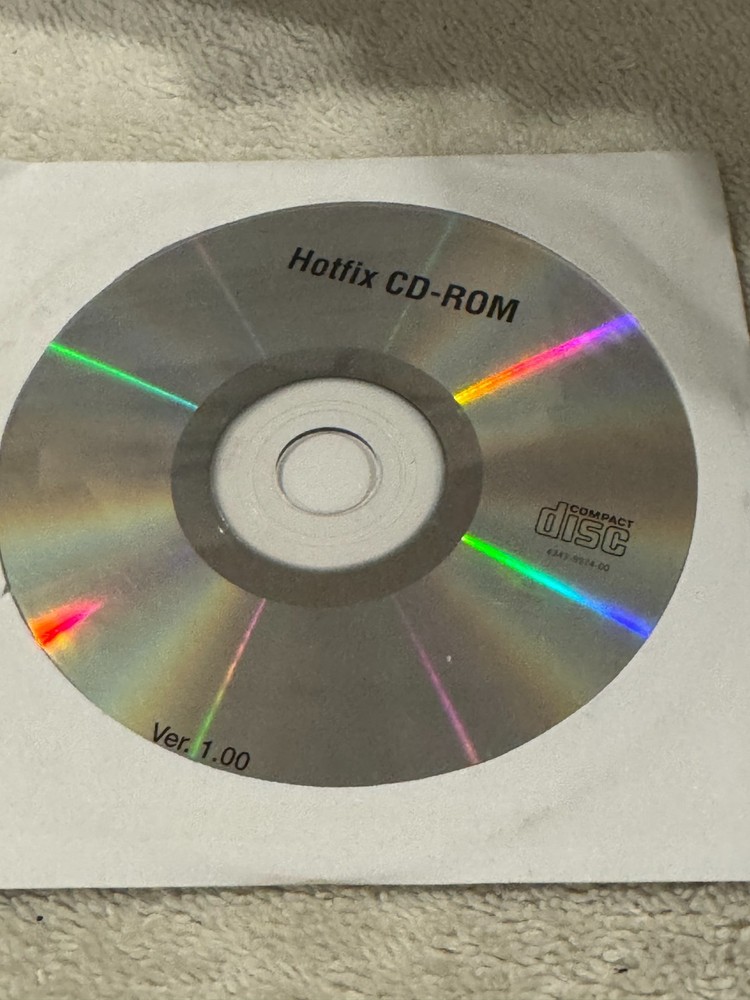 Hotfix CD-ROM
COMPACT
disc
Ver. 1.00